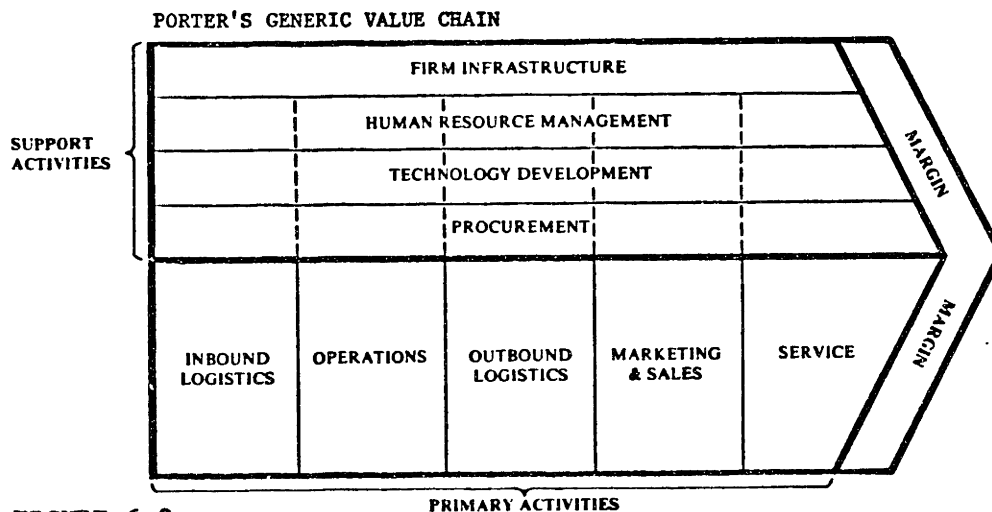 PORTER'S GENERIC VALUE CHAIN
FIRM INFRASTRUCTURE
HUMAN RESOURCE MANAGEMENT
SUPPORT
ACTIVITIES
TECHNOLOGY DEVELOPMENT
PROCUREMENT
MARGIN
INBOUND
LOGISTICS
OPERATIONS
OUTBOUND
LOGISTICS
MARKETING
& SALES
SERVICE
MARGIN
PRIMARY ACTIVITIES